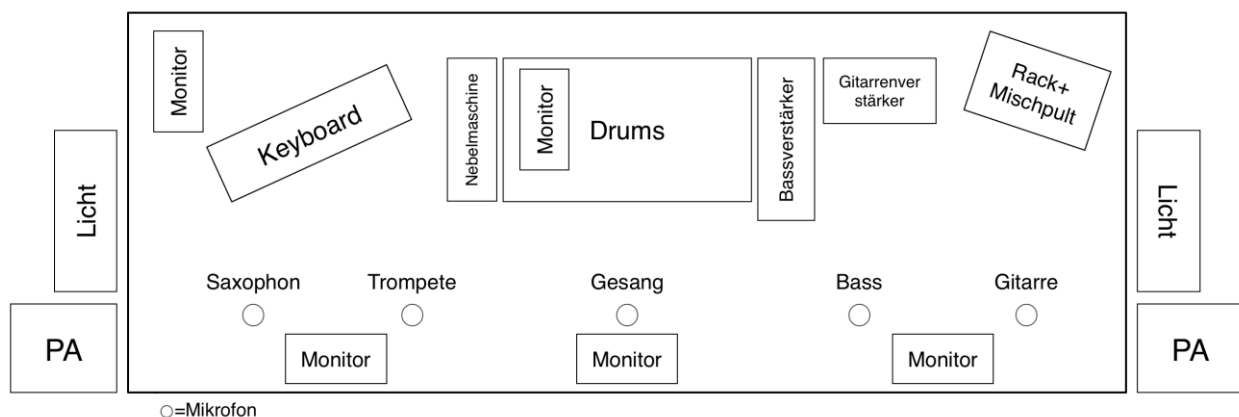 Monitor
Keyboard
Nebelmaschine
Monitor
Drums
Bassverstärker
Gitarrenver
stärker
Rack+
Mischpult
Licht
Licht
Saxophon
Trompete
Gesang
Bass
Gitarre
PA
Monitor
Monitor
Monitor
PA
=Mikrofon